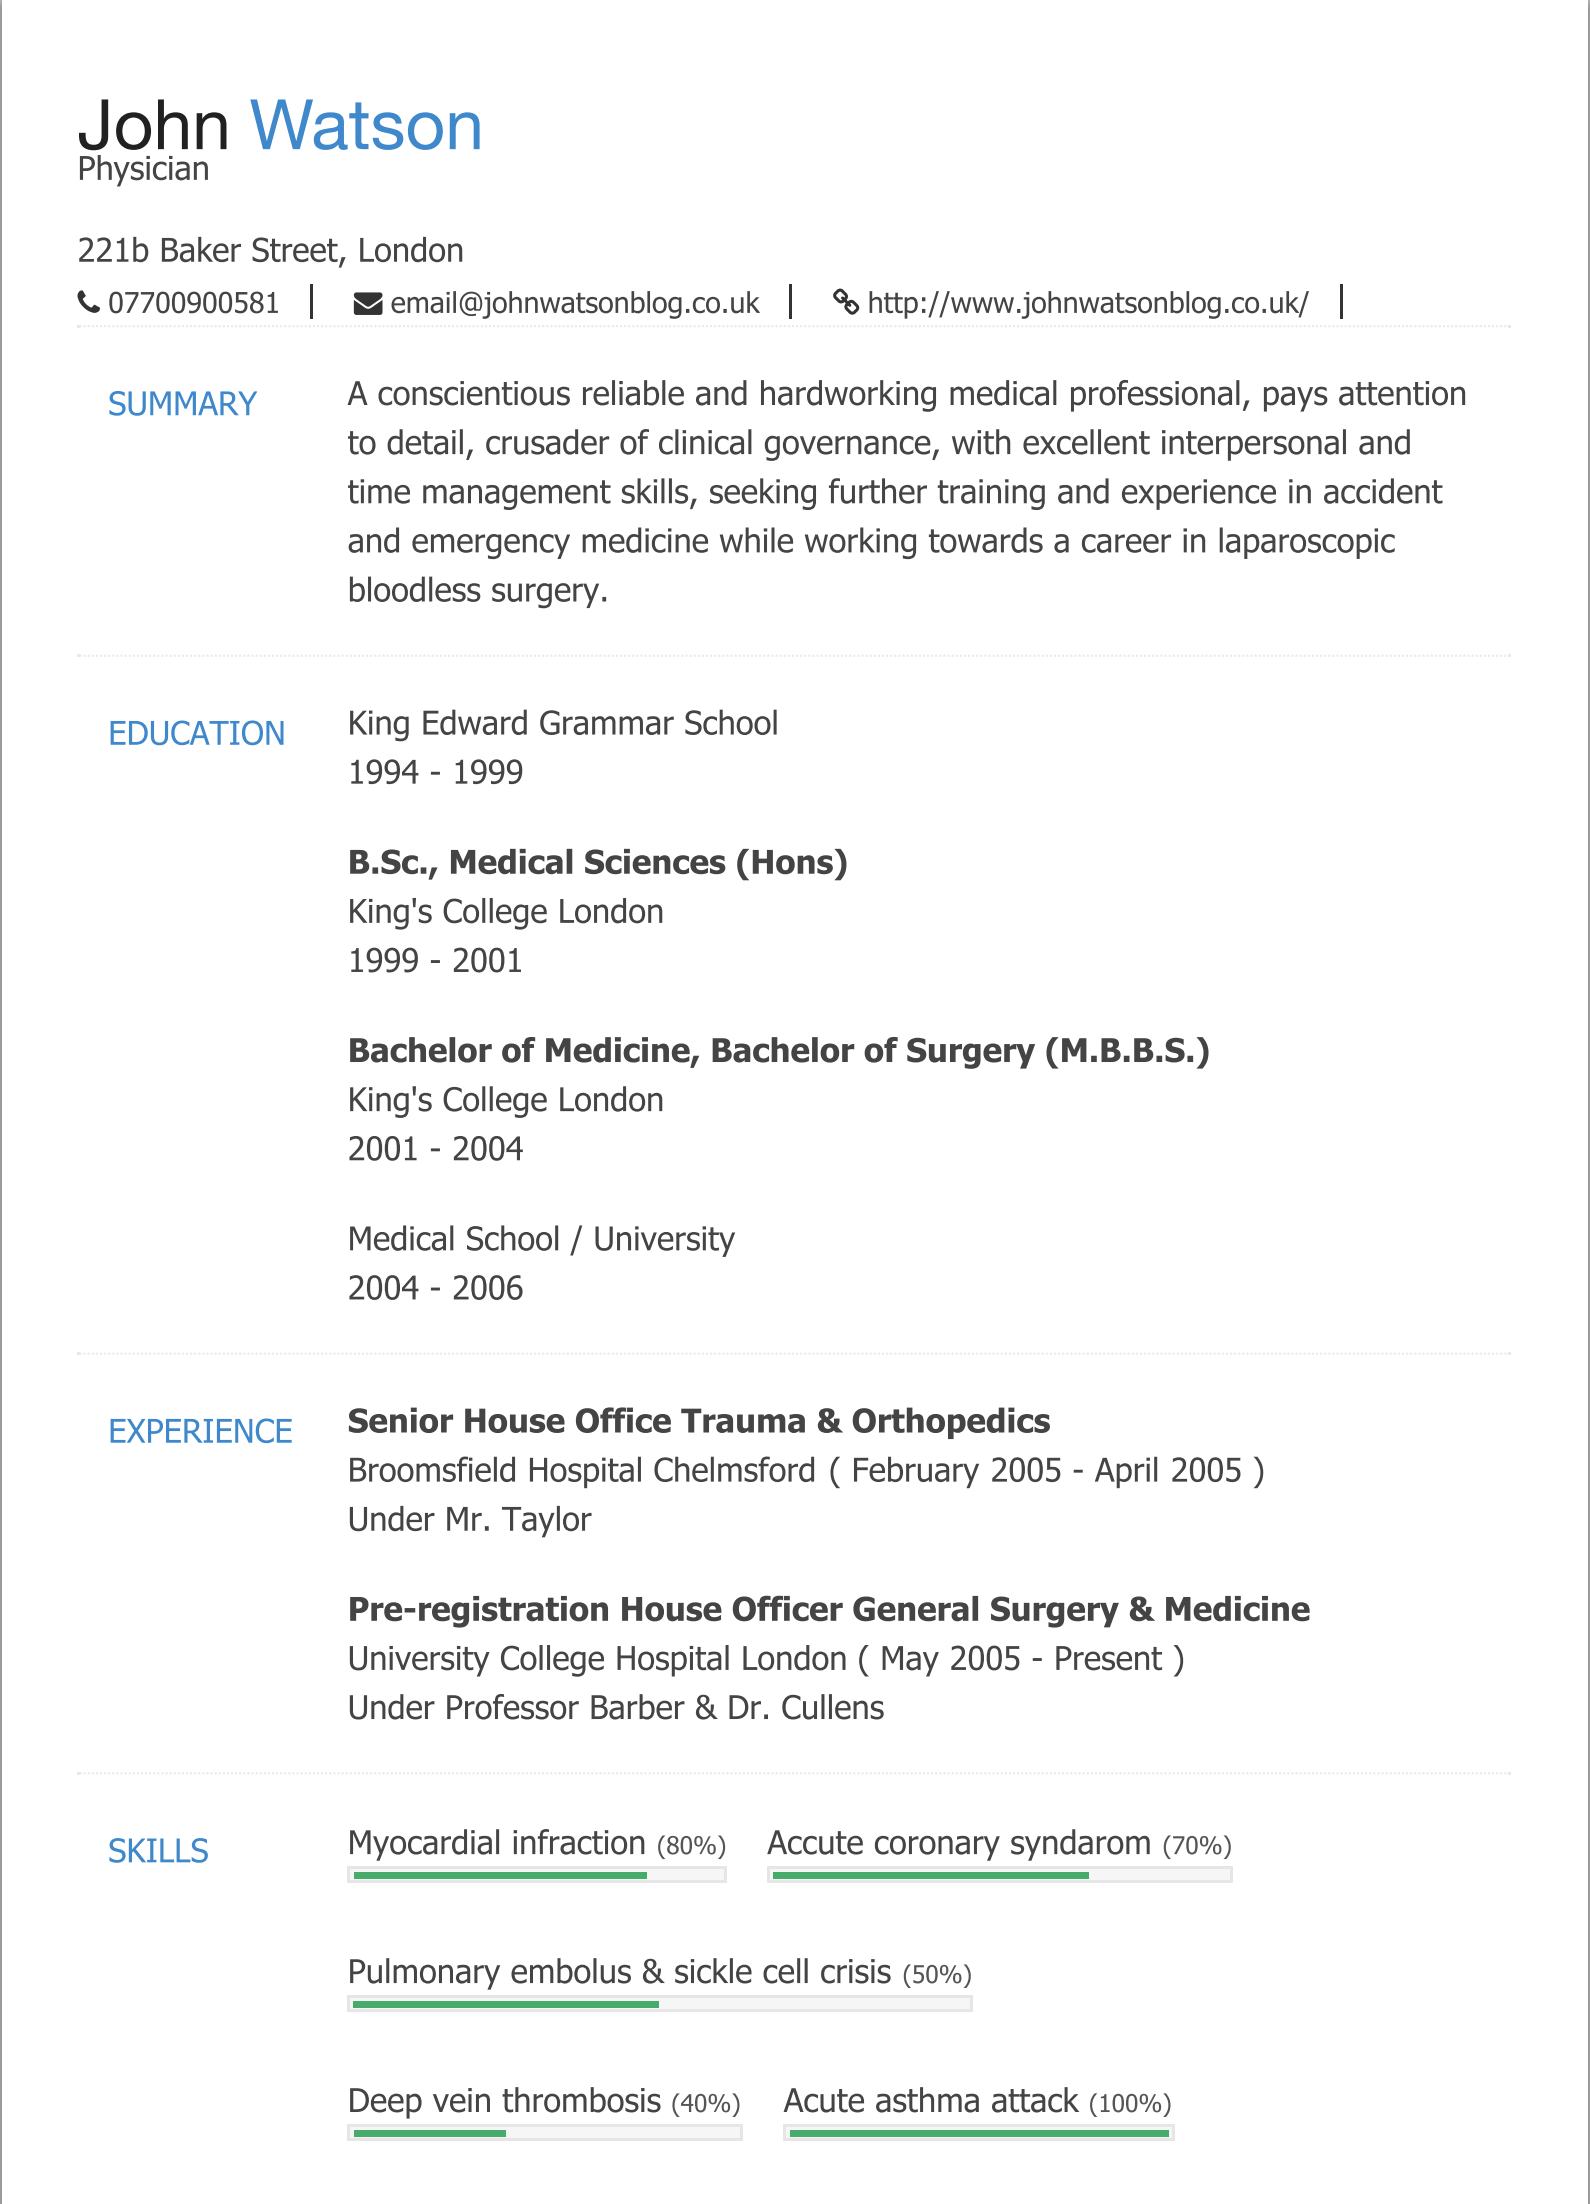 John Watson
Physician
221b Baker Street, London
07700900581
email@johnwatsonblog.co.uk
http://www.johnwatsonblog.co.uk/
SUMMARY
A conscientious reliable and hardworking medical professional, pays attention
to detail, crusader of clinical governance, with excellent interpersonal and
time management skills, seeking further training and experience in accident
and emergency medicine while working towards a career in laparoscopic
bloodless surgery.
EDUCATION
King Edward Grammar School
1994 - 1999
B.Sc., Medical Sciences (Hons)
King's College London
1999 - 2001
Bachelor of Medicine, Bachelor of Surgery (M.B.B.S.)
King's College London
2001 - 2004
Medical School / University
2004 - 2006
EXPERIENCE
Senior House Office Trauma & Orthopedics
Broomsfield Hospital Chelmsford ( February 2005 - April 2005 )
Under Mr. Taylor
Pre-registration House Officer General Surgery & Medicine
University College Hospital London ( May 2005 - Present )
Under Professor Barber & Dr. Cullens
SKILLS
Myocardial infraction (80%)
Accute coronary syndarom (70%)
Pulmonary embolus & sickle cell crisis (50%)
Deep vein thrombosis (40%)
Acute asthma attack (100%)